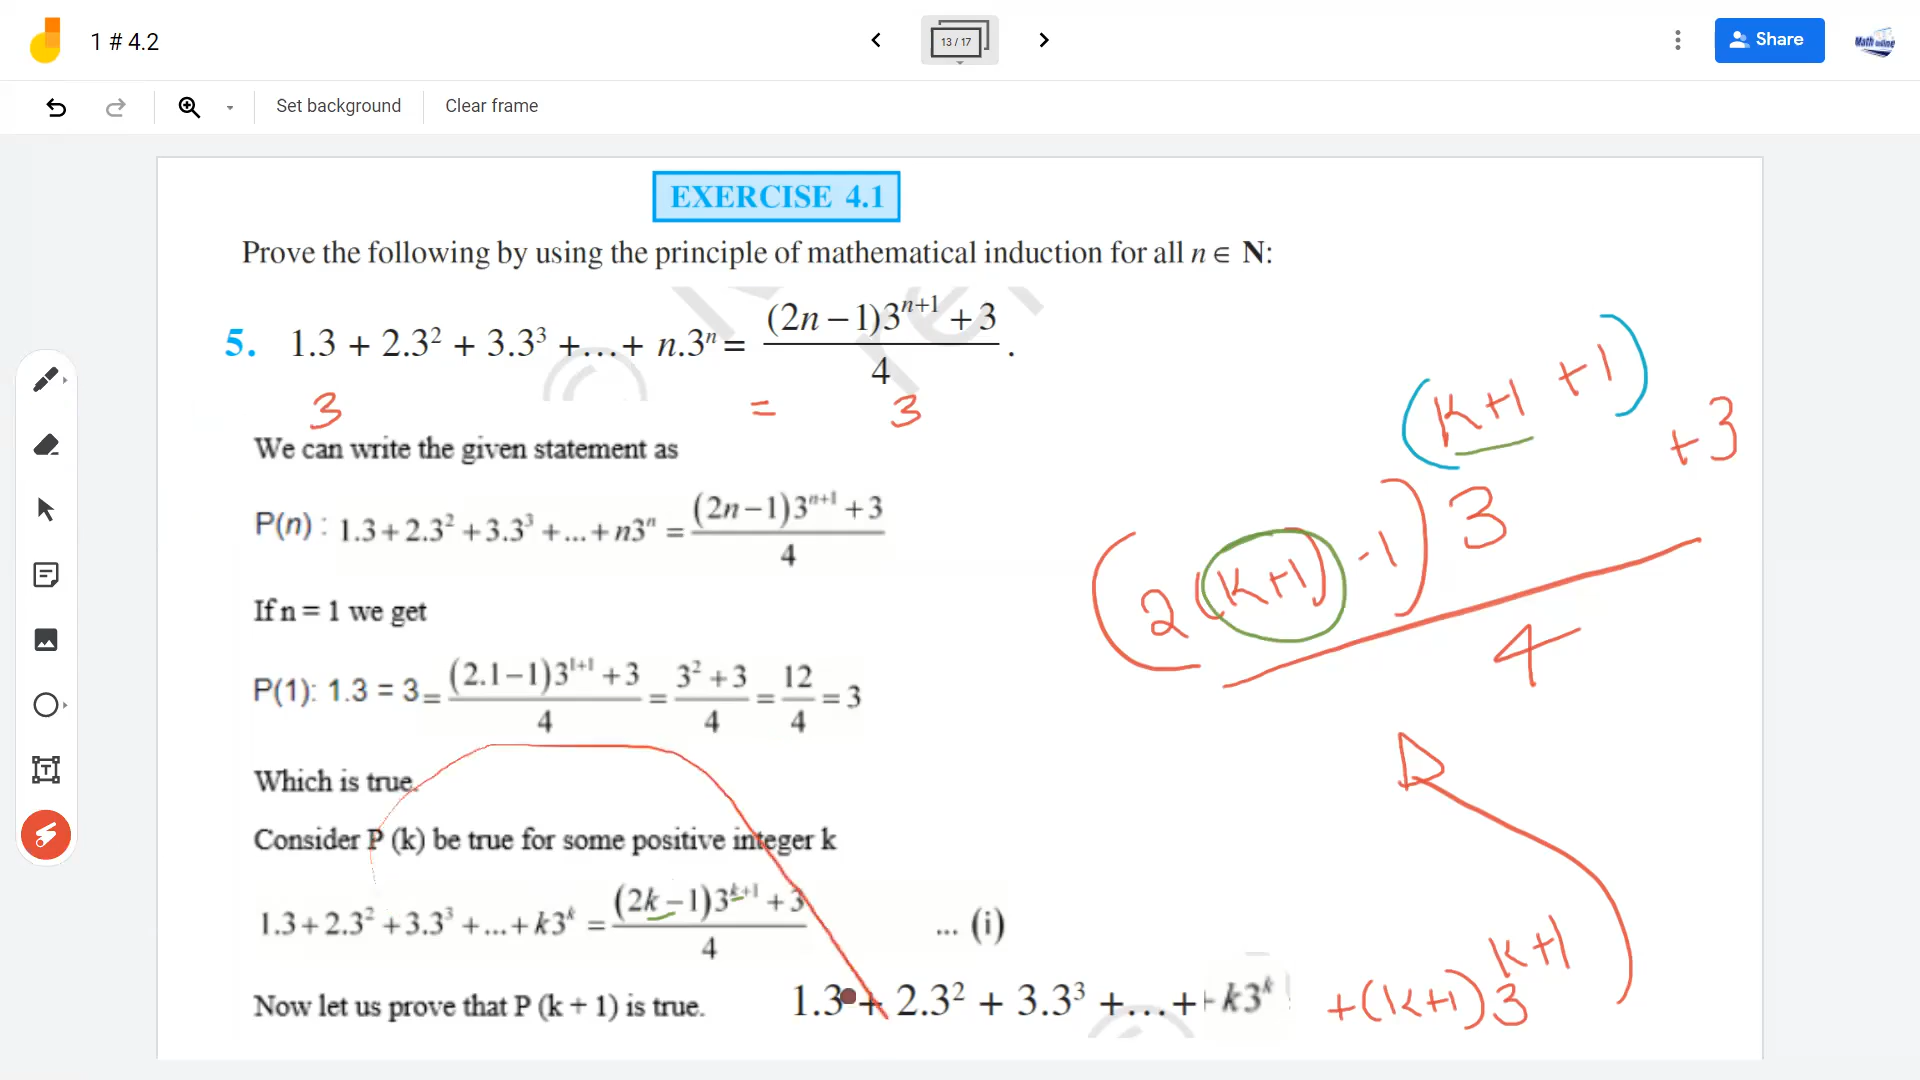 1 # 4.2
13 / 17
Share
Math online
Set background
Clear frame
EXERCISE 4.1
Prove the following by using the principle of mathematical induction for all n ∈ N:
5. 1.3 + 2.3² + 3.3³ +...+ n.3ⁿ = ((2n − 1)3ⁿ⁺¹ + 3)/4 .
3 = 3
We can write the given statement as
P(n) : 1.3 + 2.3² + 3.3³ + ... + n3ⁿ = ((2n−1)3ⁿ⁺¹ + 3)/4
If n = 1 we get
P(1): 1.3 = 3 = ((2.1−1)3¹⁺¹ + 3)/4 = (3² + 3)/4 = 12/4 = 3
Which is true.
Consider P (k) be true for some positive integer k
1.3 + 2.3² + 3.3³ + ... + k3ᵏ = ((2k − 1)3ᵏ⁺¹ + 3)/4 ... (i)
Now let us prove that P (k + 1) is true.
1.3 + 2.3² + 3.3³ +...+ + k3ᵏ + (k+1) 3ᵏ⁺¹
((2(k+1) - 1) 3^(k+1 + 1) + 3)/4